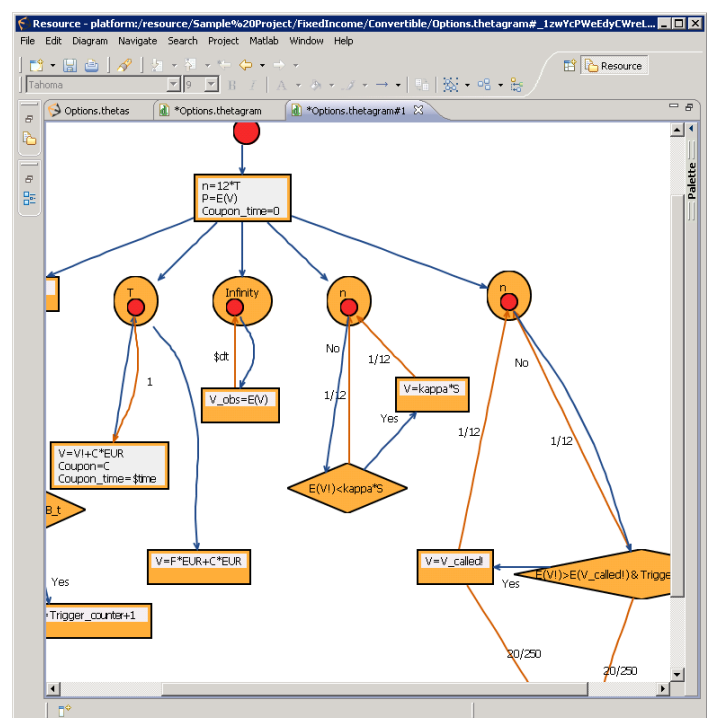 Resource - platform:/resource/Sample%20Project/FixedIncome/Convertible/Options.thetagram#_1zwYcPWeEdyCWreL...
File Edit Diagram Navigate Search Project Matlab Window Help
Resource
Tahoma 9 B I A
Options.thetas *Options.thetagram *Options.thetagram#1
Palette
n=12*T
P=E(V)
Coupon_time=0
T
Infinity
n
n
$dt
No
1/12
No
1
V_obs=E(V)
1/12
V=kappa*S
Yes
1/12
1/12
V=V!+C*EUR
Coupon=C
Coupon_time=$time
E(V!)<kappa*S
B_t
V=F*EUR+C*EUR
V=V_called!
E(V!)>E(V_called!)&Trigge
Yes
Yes
=Trigger_counter+1
20/250
20/250